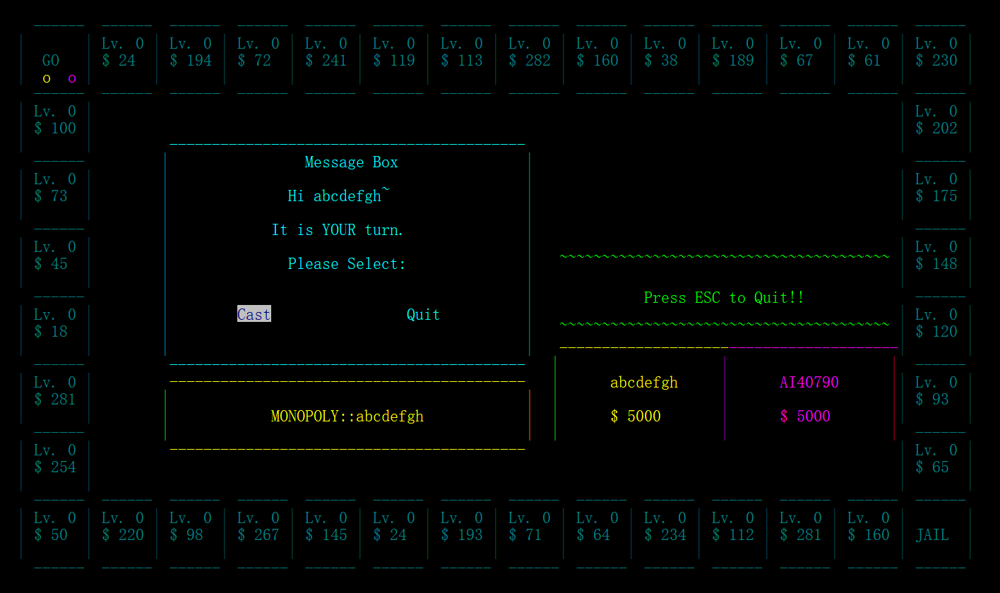 Lv. 0 Lv. 0 Lv. 0 Lv. 0 Lv. 0 Lv. 0 Lv. 0 Lv. 0 Lv. 0 Lv. 0 Lv. 0 Lv. 0 Lv. 0
GO $ 24 $ 194 $ 72 $ 241 $ 119 $ 113 $ 282 $ 160 $ 38 $ 189 $ 67 $ 61 $ 230
o o
Lv. 0 Lv. 0
$ 100 $ 202
Message Box
Lv. 0 Lv. 0
$ 73 Hi abcdefgh~ $ 175
It is YOUR turn.
Lv. 0 Lv. 0
$ 45 Please Select: $ 148
~~~~~~~~~~~~~~~~~~~~~~~~~~~~~~~~~~~~~~~
Press ESC to Quit!!
Lv. 0 Cast Quit Lv. 0
$ 18 $ 120
~~~~~~~~~~~~~~~~~~~~~~~~~~~~~~~~~~~~~~~
Lv. 0 abcdefgh AI40790 Lv. 0
$ 281 $ 93
MONOPOLY::abcdefgh $ 5000 $ 5000
Lv. 0 Lv. 0
$ 254 $ 65
Lv. 0 Lv. 0 Lv. 0 Lv. 0 Lv. 0 Lv. 0 Lv. 0 Lv. 0 Lv. 0 Lv. 0 Lv. 0 Lv. 0 Lv. 0
$ 50 $ 220 $ 98 $ 267 $ 145 $ 24 $ 193 $ 71 $ 64 $ 234 $ 112 $ 281 $ 160 JAIL